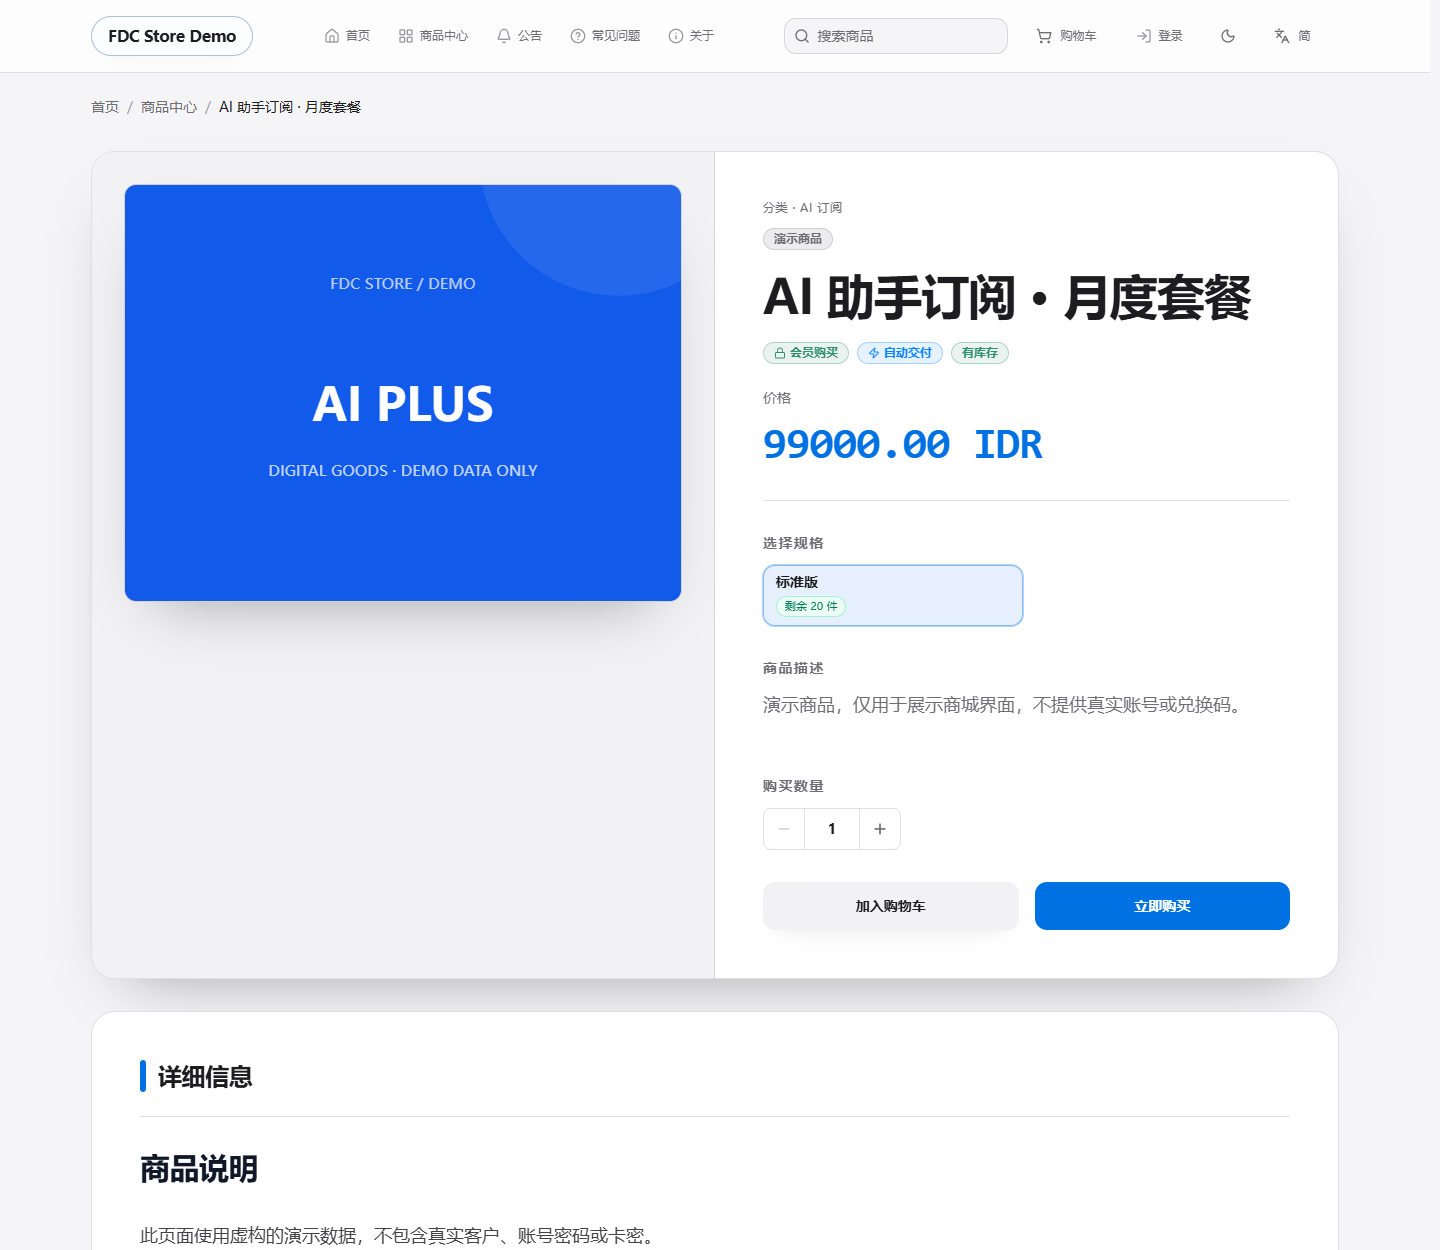 FDC Store Demo
首页
商品中心
公告
常见问题
关于
搜索商品
购物车
登录
简
首页 / 商品中心 / AI 助手订阅 · 月度套餐
FDC STORE / DEMO
AI PLUS
DIGITAL GOODS · DEMO DATA ONLY
分类 · AI 订阅
演示商品
AI 助手订阅 · 月度套餐
会员购买
自动交付
有库存
价格
99000.00 IDR
选择规格
标准版
剩余 20 件
商品描述
演示商品，仅用于展示商城界面，不提供真实账号或兑换码。
购买数量
1
加入购物车
立即购买
详细信息
商品说明
此页面使用虚构的演示数据，不包含真实客户、账号密码或卡密。